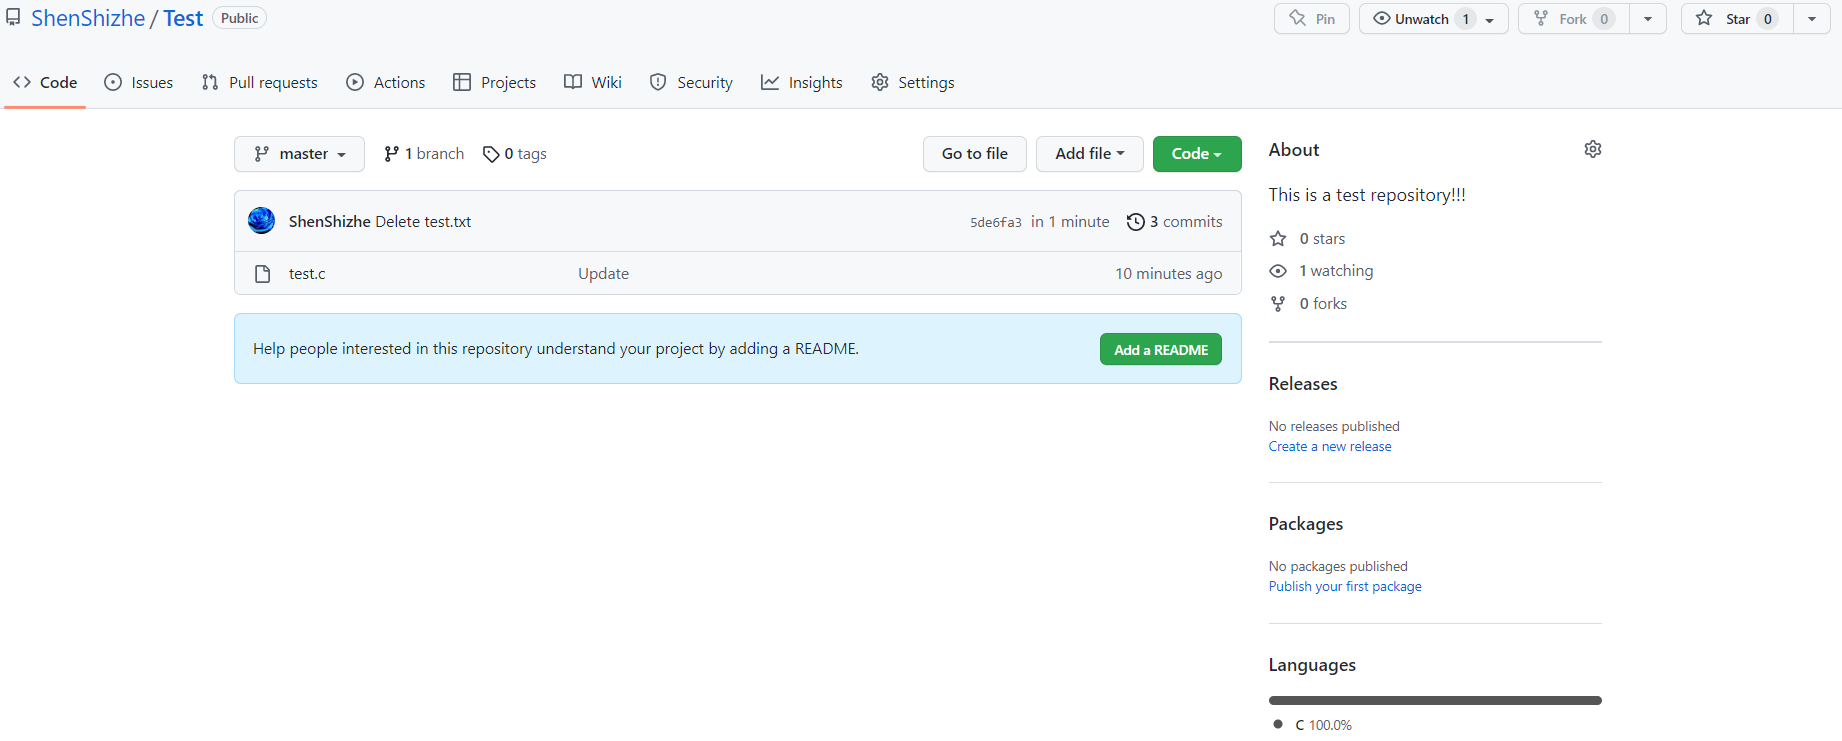 ShenShizhe / Test Public Pin Unwatch 1 Fork 0 Star 0
Code Issues Pull requests Actions Projects Wiki Security Insights Settings
master 1 branch 0 tags Go to file Add file Code
ShenShizhe Delete test.txt 5de6fa3 in 1 minute 3 commits
test.c Update 10 minutes ago
Help people interested in this repository understand your project by adding a README. Add a README
About
This is a test repository!!!
0 stars
1 watching
0 forks
Releases
No releases published
Create a new release
Packages
No packages published
Publish your first package
Languages
C 100.0%